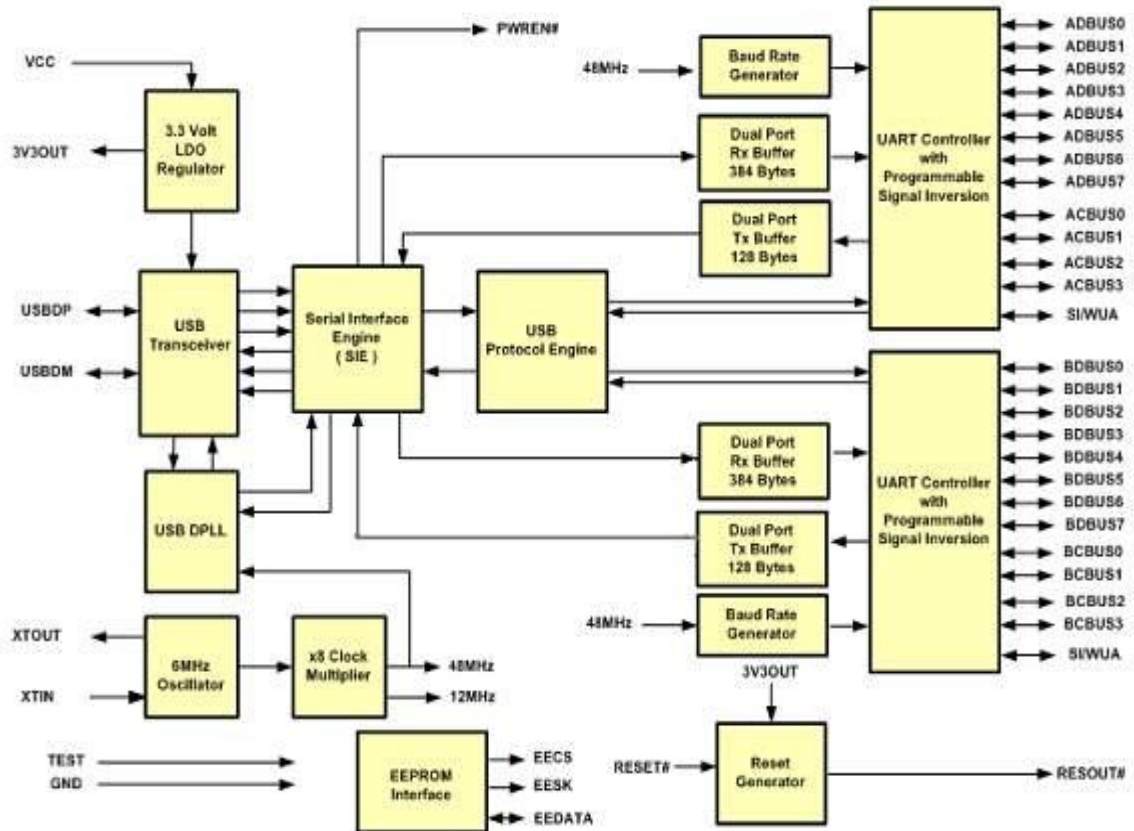 PWREN#
VCC
3.3 Volt
LDO
Regulator
3V3OUT
48MHz
Baud Rate
Generator
Dual Port
Rx Buffer
384 Bytes
Dual Port
Tx Buffer
128 Bytes
UART Controller
with
Programmable
Signal Inversion
ADBUS0
ADBUS1
ADBUS2
ADBUS3
ADBUS4
ADBUS5
ADBUS6
ADBUS7
ACBUS0
ACBUS1
ACBUS2
ACBUS3
SI/WUA
USBDP
USBDM
USB
Transceiver
Serial Interface
Engine
( SIE )
USB
Protocol Engine
USB DPLL
Dual Port
Rx Buffer
384 Bytes
Dual Port
Tx Buffer
128 Bytes
48MHz
Baud Rate
Generator
UART Controller
with
Programmable
Signal Inversion
BDBUS0
BDBUS1
BDBUS2
BDBUS3
BDBUS4
BDBUS5
BDBUS6
BDBUS7
BCBUS0
BCBUS1
BCBUS2
BCBUS3
SI/WUA
XTOUT
XTIN
6MHz
Oscillator
x8 Clock
Multiplier
48MHz
12MHz
TEST
GND
EEPROM
Interface
EECS
EESK
EEDATA
3V3OUT
RESET#
Reset
Generator
RESOUT#